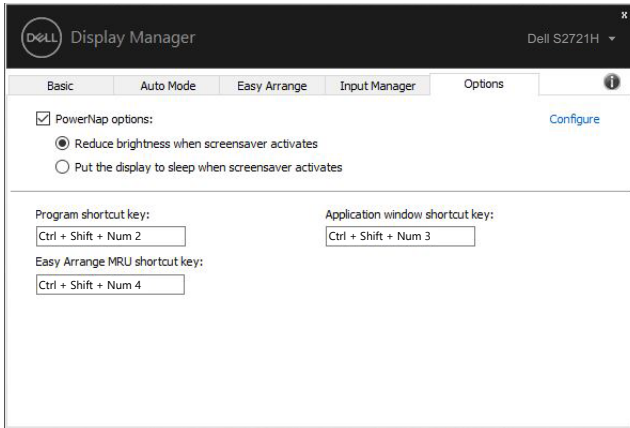 x
DELL Display Manager
Dell S2721H
Basic Auto Mode Easy Arrange Input Manager Options
PowerNap options:
Configure
Reduce brightness when screensaver activates
Put the display to sleep when screensaver activates
Program shortcut key:
Application window shortcut key:
Ctrl + Shift + Num 2
Ctrl + Shift + Num 3
Easy Arrange MRU shortcut key:
Ctrl + Shift + Num 4